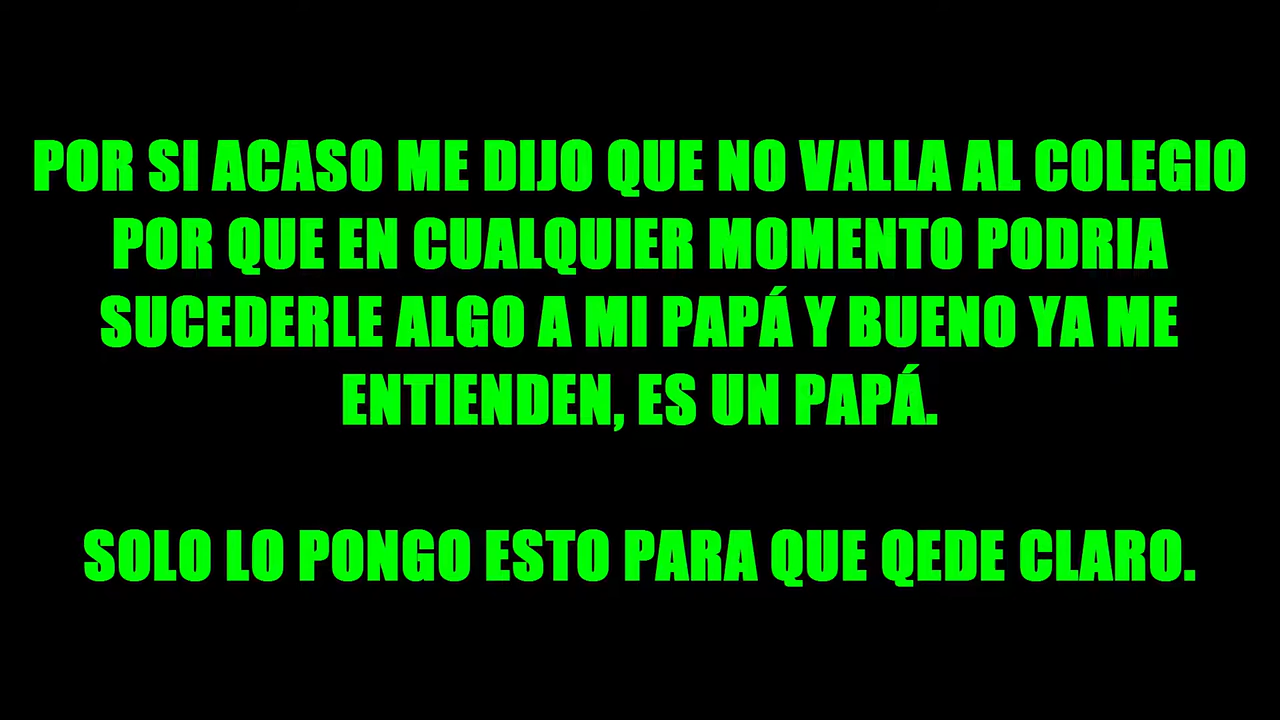 POR SI ACASO ME DIJO QUE NO VALLA AL COLEGIO
POR QUE EN CUALQUIER MOMENTO PODRIA
SUCEDERLE ALGO A MI PAPÁ Y BUENO YA ME
ENTIENDEN, ES UN PAPÁ.
SOLO LO PONGO ESTO PARA QUE QEDE CLARO.